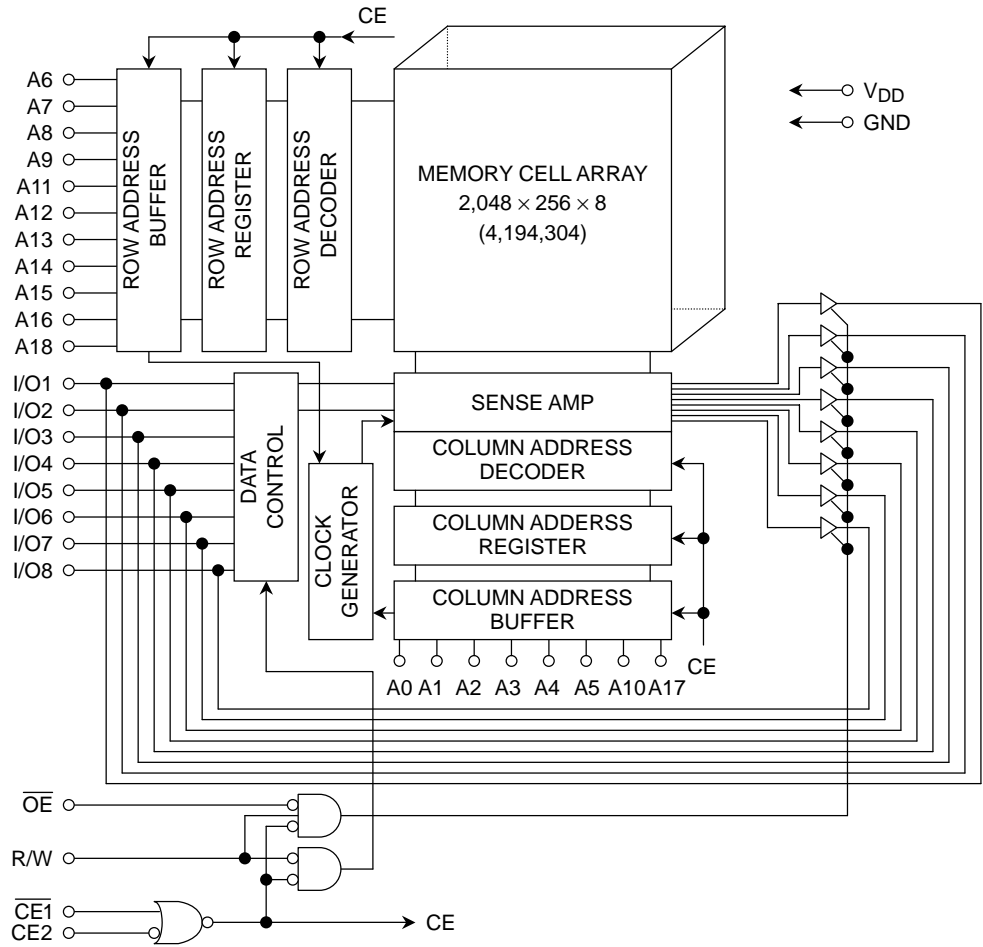 CE
A6
A7
A8
A9
A11
A12
A13
A14
A15
A16
A18
ROW ADDRESS
BUFFER
ROW ADDRESS
REGISTER
ROW ADDRESS
DECODER
MEMORY CELL ARRAY
2,048 × 256 × 8
(4,194,304)
VDD
GND
I/O1
I/O2
I/O3
I/O4
I/O5
I/O6
I/O7
I/O8
DATA
CONTROL
CLOCK
GENERATOR
SENSE AMP
COLUMN ADDRESS
DECODER
COLUMN ADDERSS
REGISTER
COLUMN ADDRESS
BUFFER
A0 A1 A2 A3 A4 A5 A10 A17
CE
O̅E̅
R/W
C̅E̅1̅
CE2
CE